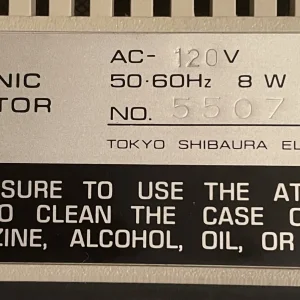 AC- 120V
NIC 50·60Hz 8 W
TOR NO. 5507
TOKYO SHIBAURA EL
SURE TO USE THE AT
O CLEAN THE CASE O
ZINE, ALCOHOL, OIL, OR